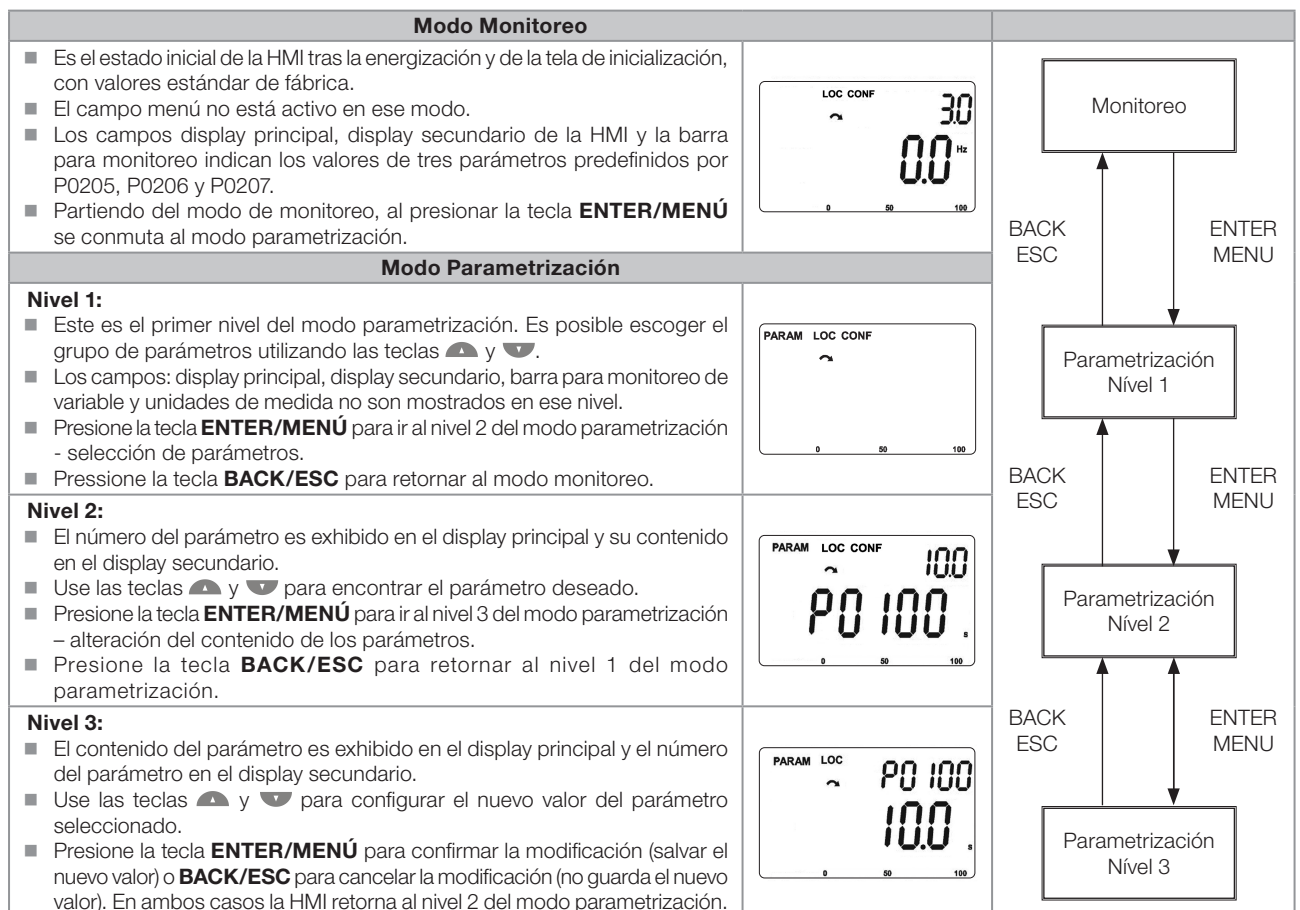 Modo Monitoreo
■ Es el estado inicial de la HMI tras la energización y de la tela de inicialización,
con valores estándar de fábrica.
■ El campo menú no está activo en ese modo.
■ Los campos display principal, display secundario de la HMI y la barra
para monitoreo indican los valores de tres parámetros predefinidos por
P0205, P0206 y P0207.
■ Partiendo del modo de monitoreo, al presionar la tecla ENTER/MENÚ
se conmuta al modo parametrización.
LOC CONF
3.0
0.0 Hz
0 50 100
Modo Parametrización
Nivel 1:
■ Este es el primer nivel del modo parametrización. Es posible escoger el
grupo de parámetros utilizando las teclas y .
■ Los campos: display principal, display secundario, barra para monitoreo de
variable y unidades de medida no son mostrados en ese nivel.
■ Presione la tecla ENTER/MENÚ para ir al nivel 2 del modo parametrización
- selección de parámetros.
■ Pressione la tecla BACK/ESC para retornar al modo monitoreo.
PARAM LOC CONF
0 50 100
Nivel 2:
■ El número del parámetro es exhibido en el display principal y su contenido
en el display secundario.
■ Use las teclas y para encontrar el parámetro deseado.
■ Presione la tecla ENTER/MENÚ para ir al nivel 3 del modo parametrización
– alteración del contenido de los parámetros.
■ Presione la tecla BACK/ESC para retornar al nivel 1 del modo
parametrización.
PARAM LOC CONF
10.0
P0100 s
0 50 100
Nivel 3:
■ El contenido del parámetro es exhibido en el display principal y el número
del parámetro en el display secundario.
■ Use las teclas y para configurar el nuevo valor del parámetro
seleccionado.
■ Presione la tecla ENTER/MENÚ para confirmar la modificación (salvar el
nuevo valor) o BACK/ESC para cancelar la modificación (no guarda el nuevo
valor). En ambos casos la HMI retorna al nivel 2 del modo parametrización.
PARAM LOC
P0100
10.0 s
0 50 100
Monitoreo
BACK
ESC
ENTER
MENU
Parametrización
Nível 1
BACK
ESC
ENTER
MENU
Parametrización
Nível 2
BACK
ESC
ENTER
MENU
Parametrización
Nível 3